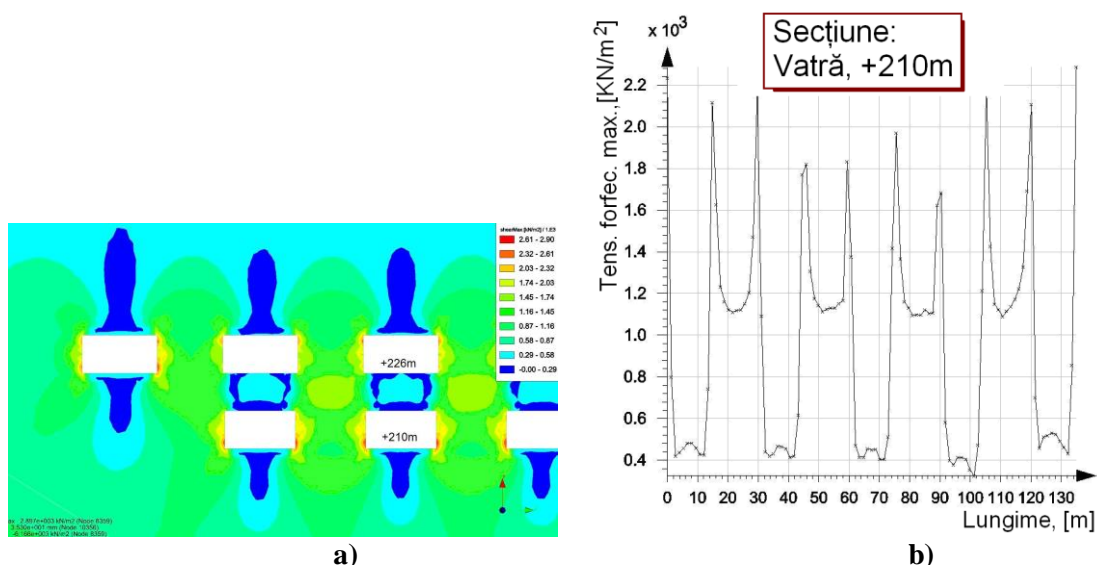 shearMax [kN/m2] / 1.E3
2.61 - 2.90
2.32 - 2.61
2.03 - 2.32
1.74 - 2.03
1.45 - 1.74
1.16 - 1.45
0.87 - 1.16
0.58 - 0.87
0.29 - 0.58
-0.00 - 0.29
+226m
+210m
a)
x 10³
Secțiune:
Vatră, +210m
Tens. forfec. max.,[KN/m²]
2.2
2.0
1.8
1.6
1.4
1.2
1.0
0.8
0.6
0.4
0 10 20 30 40 50 60 70 80 90 100 110 120 130
Lungime, [m]
b)